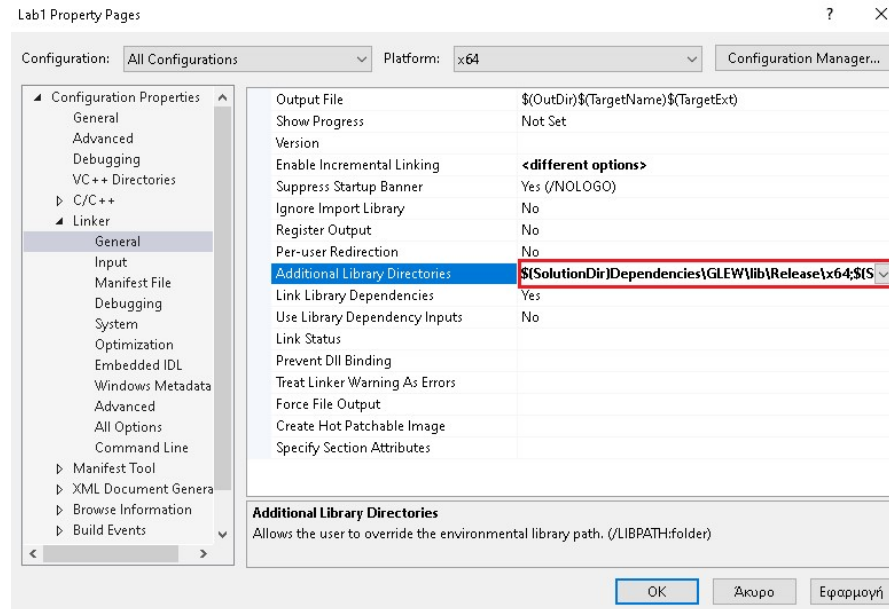 Lab1 Property Pages ?
Configuration: All Configurations Platform: x64 Configuration Manager...
Configuration Properties
General
Advanced
Debugging
VC++ Directories
C/C++
Linker
General
Input
Manifest File
Debugging
System
Optimization
Embedded IDL
Windows Metadata
Advanced
All Options
Command Line
Manifest Tool
XML Document Genera
Browse Information
Build Events
Output File $(OutDir)$(TargetName)$(TargetExt)
Show Progress Not Set
Version
Enable Incremental Linking <different options>
Suppress Startup Banner Yes (/NOLOGO)
Ignore Import Library No
Register Output No
Per-user Redirection No
Additional Library Directories $(SolutionDir)Dependencies\GLEW\lib\Release\x64;$(S
Link Library Dependencies Yes
Use Library Dependency Inputs No
Link Status
Prevent Dll Binding
Treat Linker Warning As Errors
Force File Output
Create Hot Patchable Image
Specify Section Attributes
Additional Library Directories
Allows the user to override the environmental library path. (/LIBPATH:folder)
OK Άκυρο Εφαρμογή